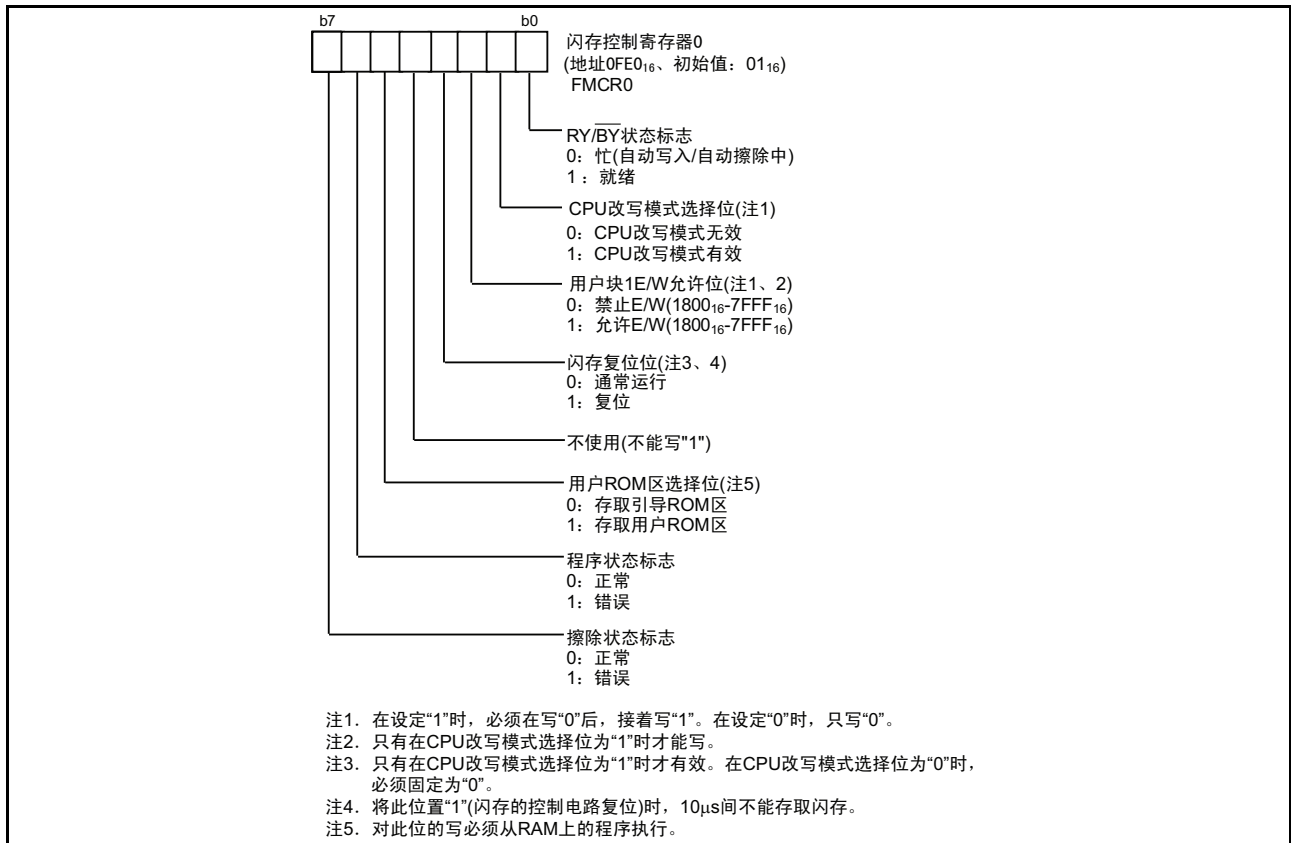 b7 b0
闪存控制寄存器0
(地址0FE0₁₆、初始值：01₁₆)
FMCR0
RY/B̅Y̅状态标志
0：忙(自动写入/自动擦除中)
1：就绪
CPU改写模式选择位(注1)
0：CPU改写模式无效
1：CPU改写模式有效
用户块1E/W允许位(注1、2)
0：禁止E/W(1800₁₆-7FFF₁₆)
1：允许E/W(1800₁₆-7FFF₁₆)
闪存复位位(注3、4)
0：通常运行
1：复位
不使用(不能写"1")
用户ROM区选择位(注5)
0：存取引导ROM区
1：存取用户ROM区
程序状态标志
0：正常
1：错误
擦除状态标志
0：正常
1：错误
注1．在设定“1”时，必须在写“0”后，接着写“1”。在设定“0”时，只写“0”。
注2．只有在CPU改写模式选择位为“1”时才能写。
注3．只有在CPU改写模式选择位为“1”时才有效。在CPU改写模式选择位为“0”时，
必须固定为“0”。
注4．将此位置“1”(闪存的控制电路复位)时，10μs间不能存取闪存。
注5．对此位的写必须从RAM上的程序执行。